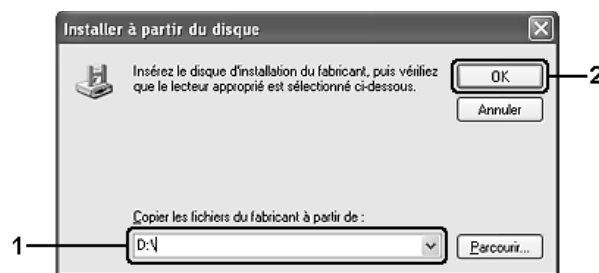 Installer à partir du disque
Insérez le disque d'installation du fabricant, puis vérifiez
que le lecteur approprié est sélectionné ci-dessous.
OK
2
Annuler
Copier les fichiers du fabricant à partir de :
1
D:\
Parcourir...